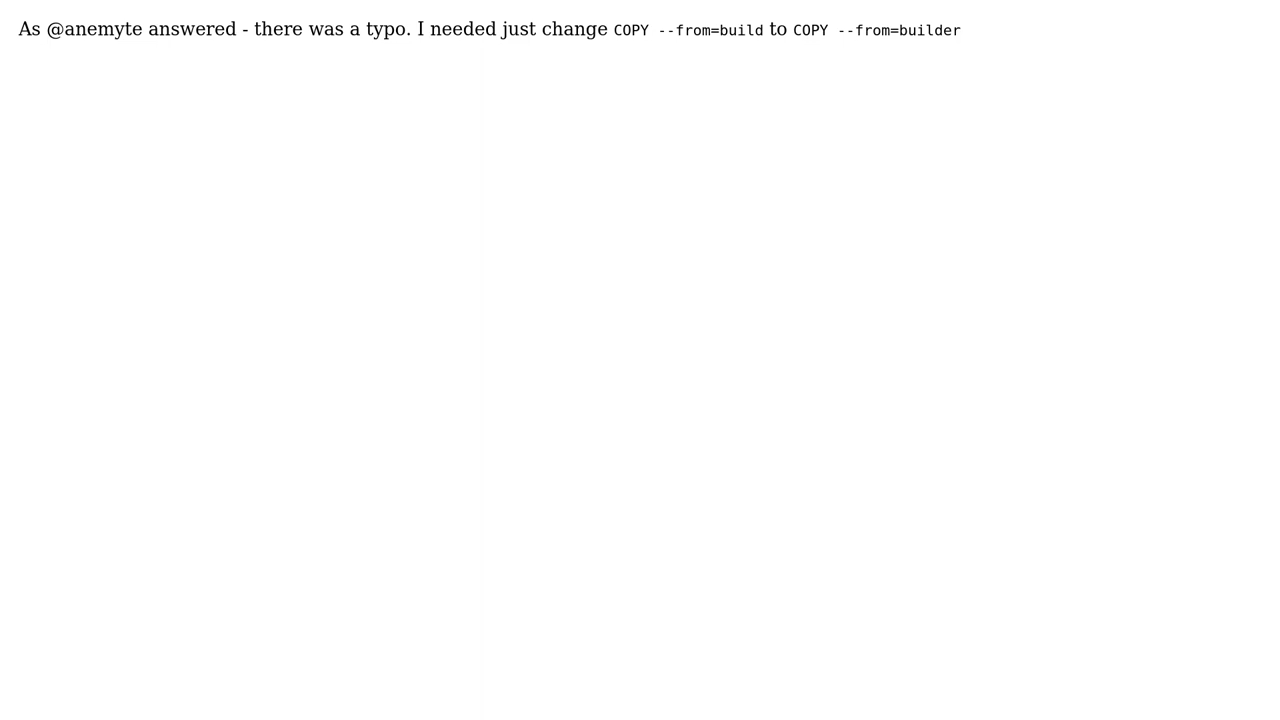 As @anemyte answered - there was a typo. I needed just change COPY --from=build to COPY --from=builder